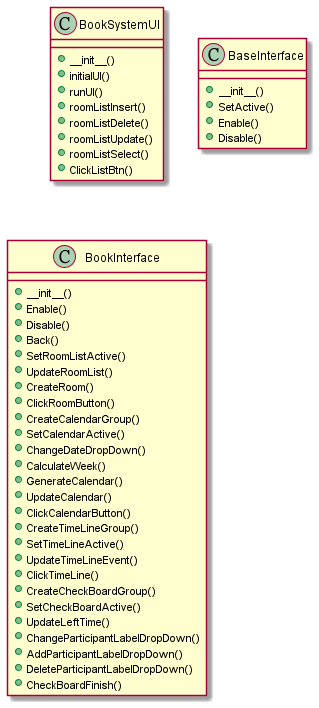 C BookSystemUI
__init__()
initialUI()
runUI()
roomListInsert()
roomListDelete()
roomListUpdate()
roomListSelect()
ClickListBtn()
C BaseInterface
__init__()
SetActive()
Enable()
Disable()
C BookInterface
__init__()
Enable()
Disable()
Back()
SetRoomListActive()
UpdateRoomList()
CreateRoom()
ClickRoomButton()
CreateCalendarGroup()
SetCalendarActive()
ChangeDateDropDown()
CalculateWeek()
GenerateCalendar()
UpdateCalendar()
ClickCalendarButton()
CreateTimeLineGroup()
SetTimeLineActive()
UpdateTimeLineEvent()
ClickTimeLine()
CreateCheckBoardGroup()
SetCheckBoardActive()
UpdateLeftTime()
ChangeParticipantLabelDropDown()
AddParticipantLabelDropDown()
DeleteParticipantLabelDropDown()
CheckBoardFinish()